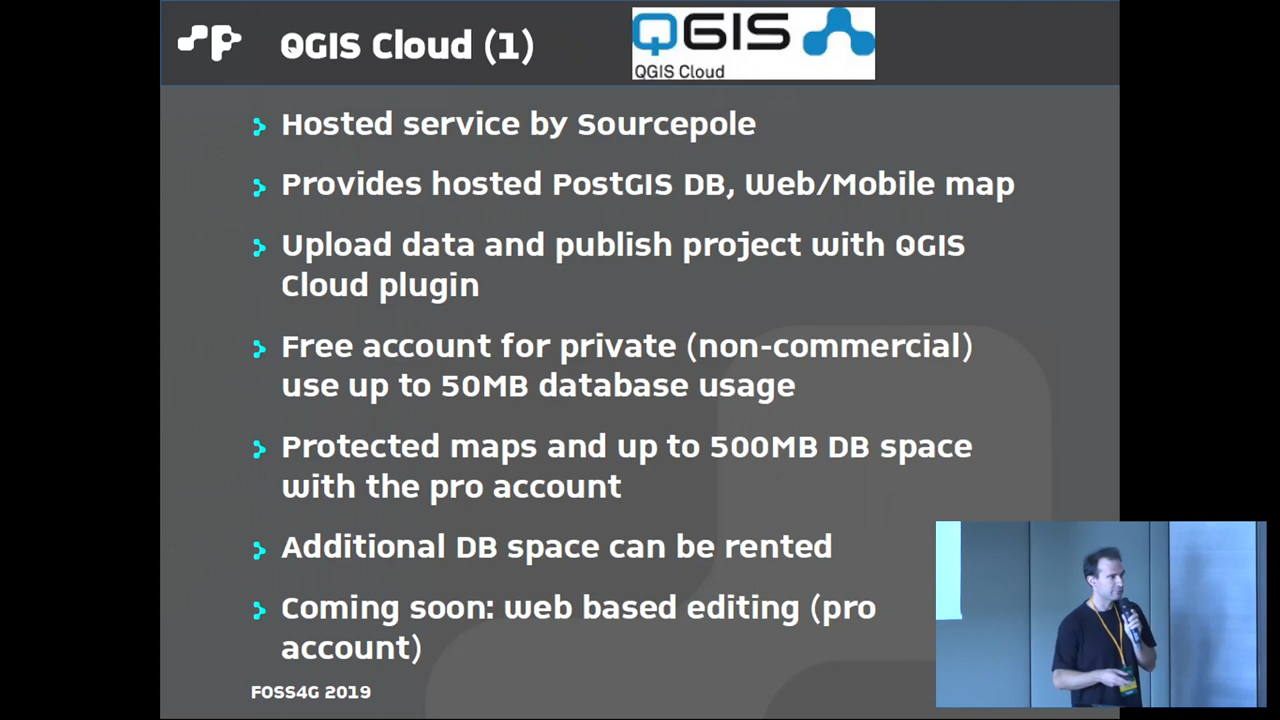 QGIS Cloud (1)
QGIS
QGIS Cloud
Hosted service by Sourcepole
Provides hosted PostGIS DB, Web/Mobile map
Upload data and publish project with QGIS
Cloud plugin
Free account for private (non-commercial)
use up to 50MB database usage
Protected maps and up to 500MB DB space
with the pro account
Additional DB space can be rented
Coming soon: web based editing (pro
account)
FOSS4G 2019